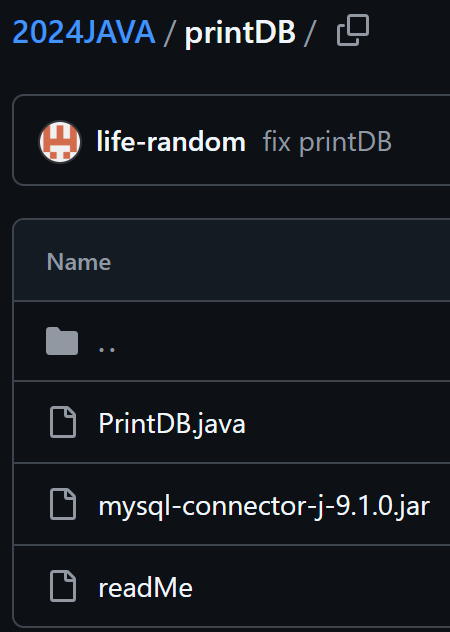 2024JAVA / printDB /
life-random fix printDB
Name
..
PrintDB.java
mysql-connector-j-9.1.0.jar
readMe